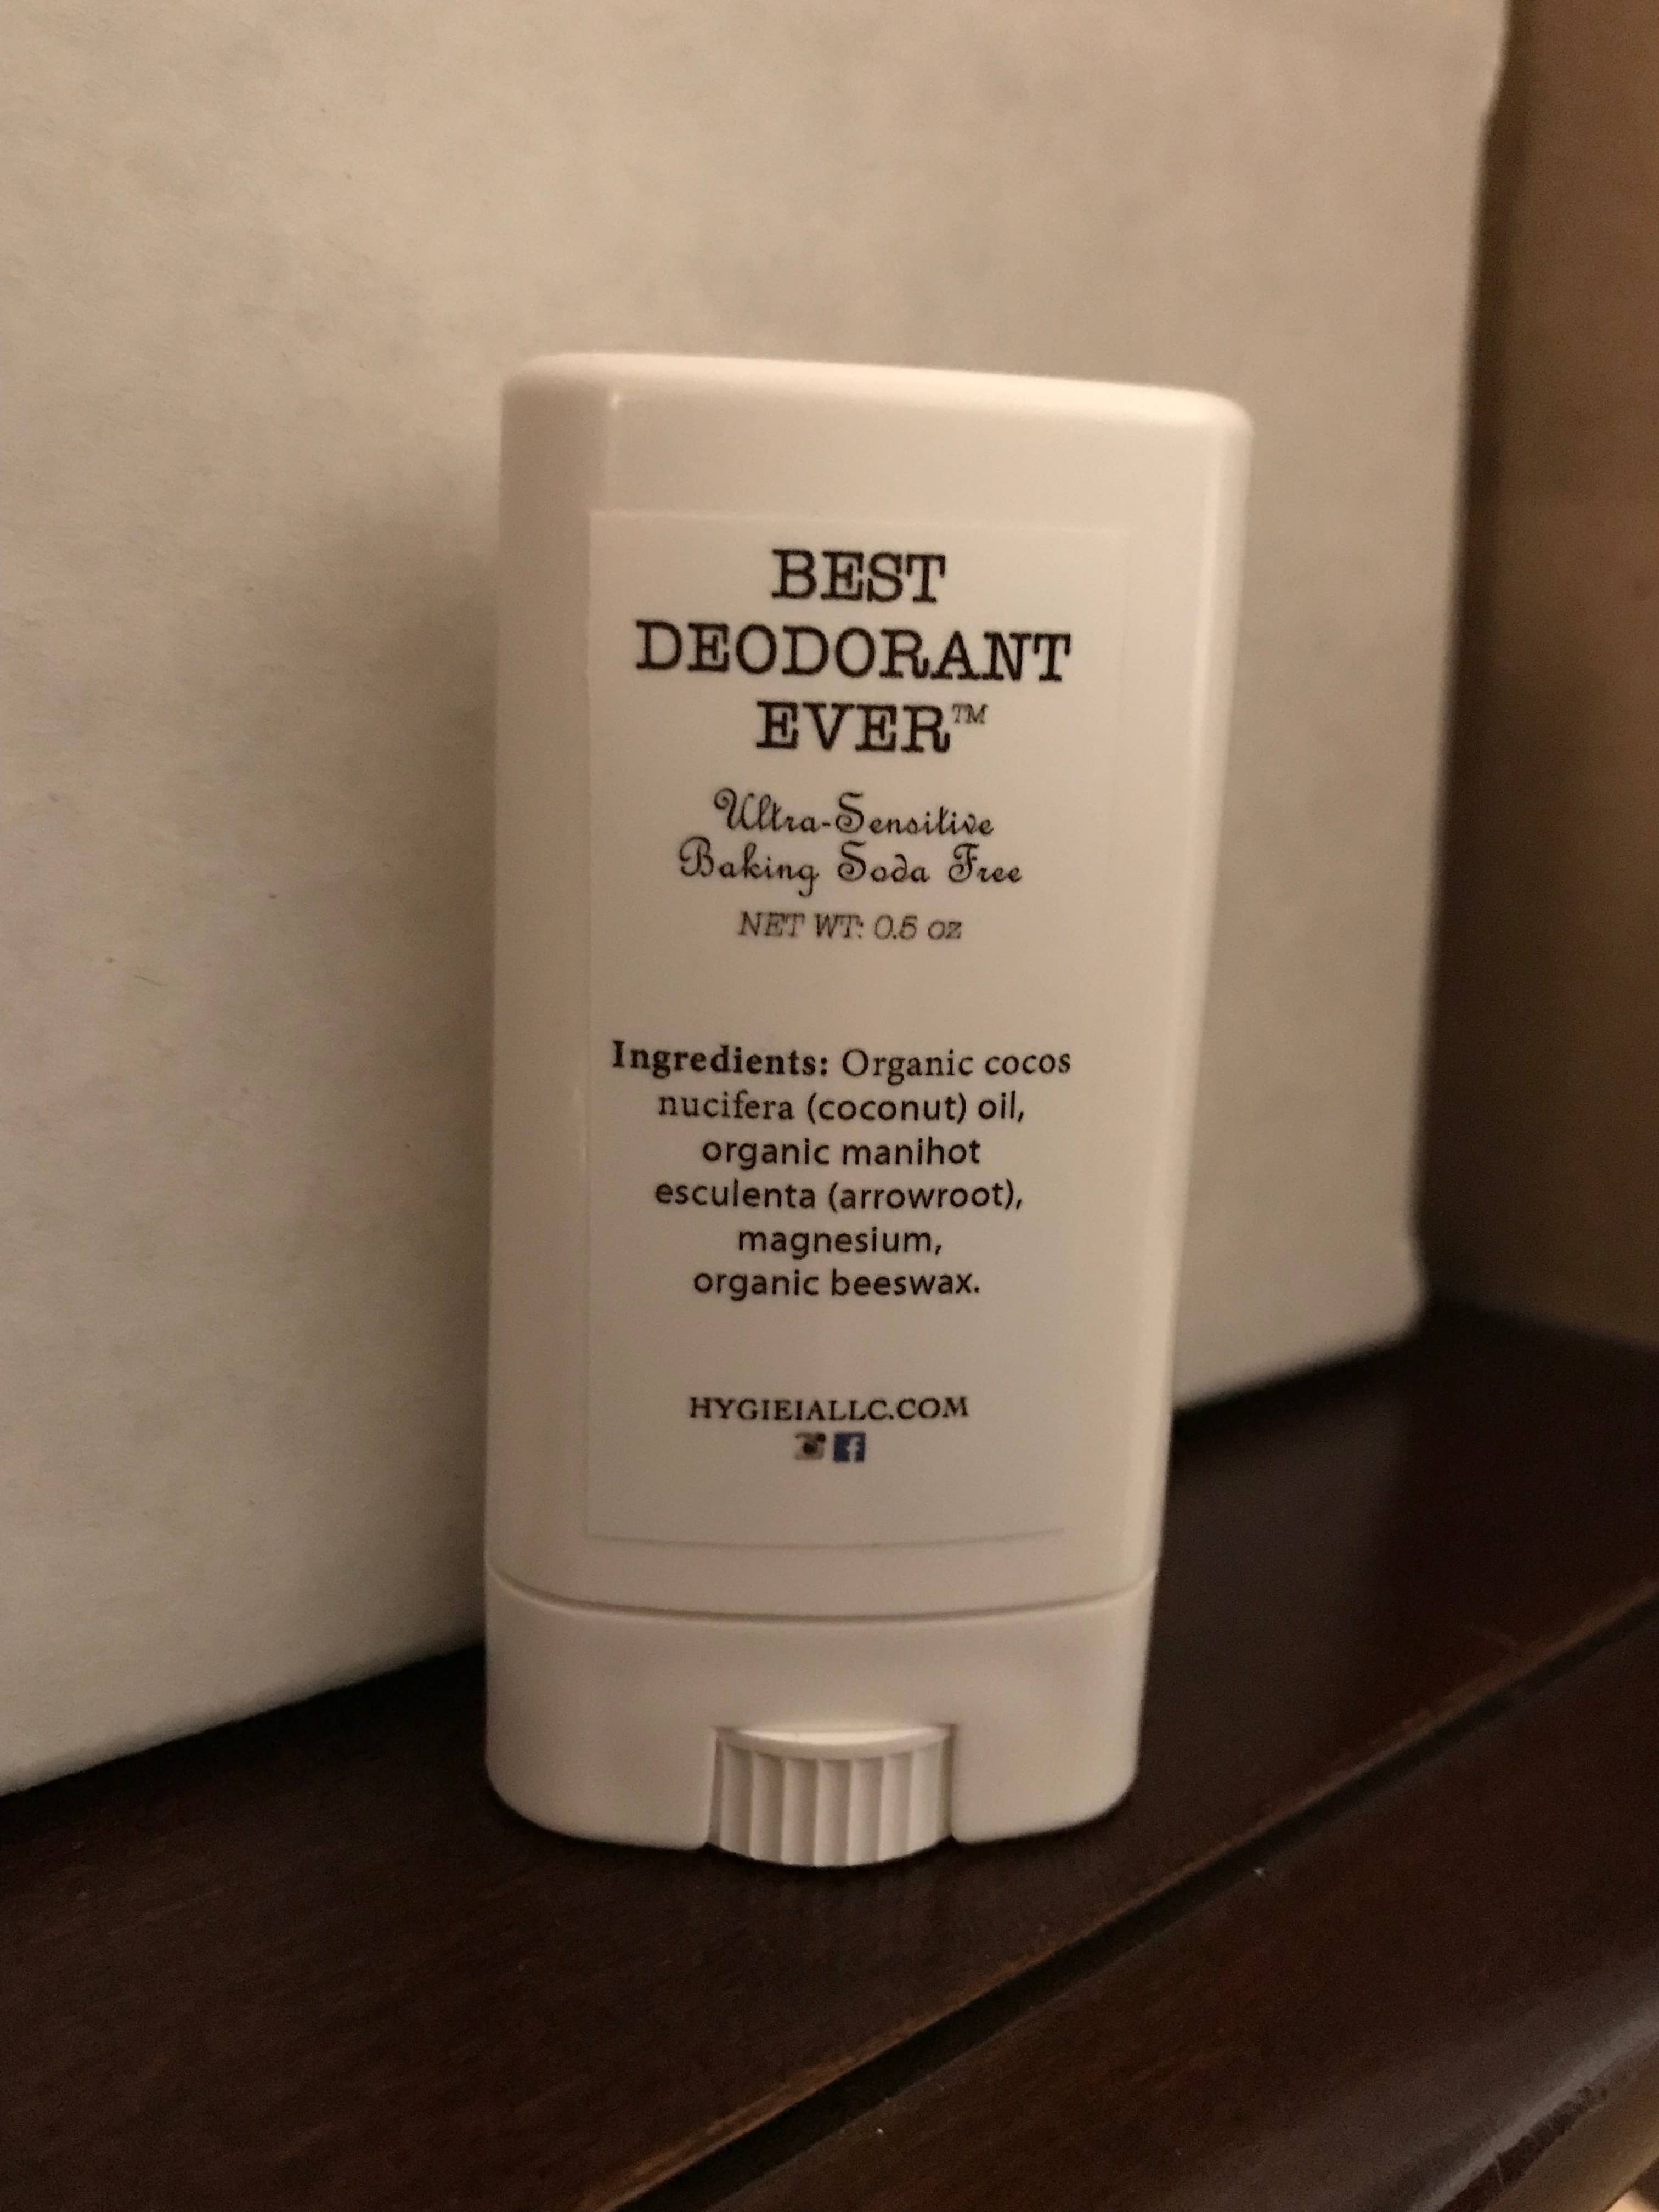 BEST
DEODORANT
EVER™
Ultra-Sensitive
Baking Soda Free
NET WT: 0.5 oz
Ingredients: Organic cocos
nucifera (coconut) oil,
organic manihot
esculenta (arrowroot),
magnesium,
organic beeswax.
HYGIEIALLC.COM
f